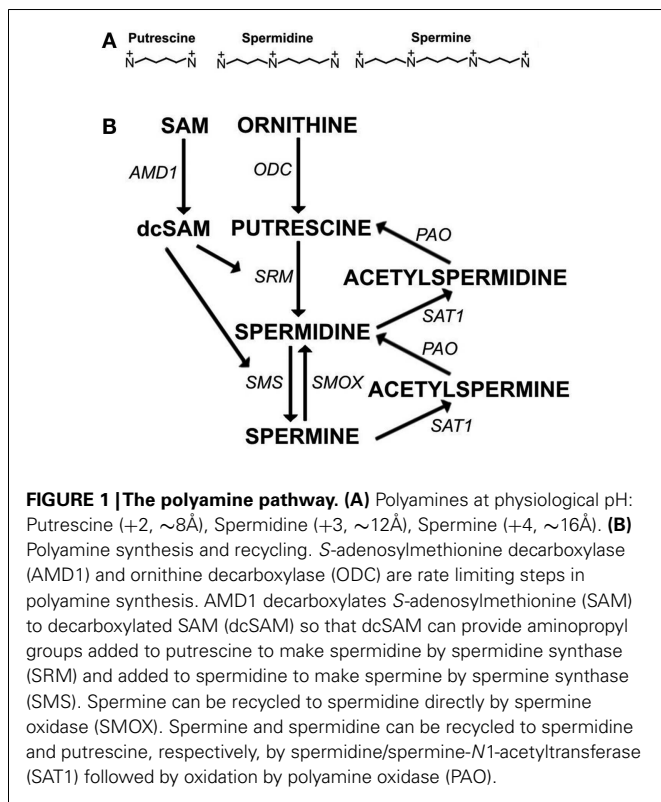 A Putrescine Spermidine Spermine
+ + + + + + + + +
N N N N N N N N N
B SAM ORNITHINE
AMD1 ODC
dcSAM PUTRESCINE PAO
SRM ACETYLSPERMIDINE
SAT1
SPERMIDINE
PAO
SMS SMOX ACETYLSPERMINE
SAT1
SPERMINE
FIGURE 1 | The polyamine pathway. (A) Polyamines at physiological pH:
Putrescine (+2, ∼8Å), Spermidine (+3, ∼12Å), Spermine (+4, ∼16Å). (B)
Polyamine synthesis and recycling. S-adenosylmethionine decarboxylase
(AMD1) and ornithine decarboxylase (ODC) are rate limiting steps in
polyamine synthesis. AMD1 decarboxylates S-adenosylmethionine (SAM)
to decarboxylated SAM (dcSAM) so that dcSAM can provide aminopropyl
groups added to putrescine to make spermidine by spermidine synthase
(SRM) and added to spermidine to make spermine by spermine synthase
(SMS). Spermine can be recycled to spermidine directly by spermine
oxidase (SMOX). Spermine and spermidine can be recycled to spermidine
and putrescine, respectively, by spermidine/spermine-N1-acetyltransferase
(SAT1) followed by oxidation by polyamine oxidase (PAO).